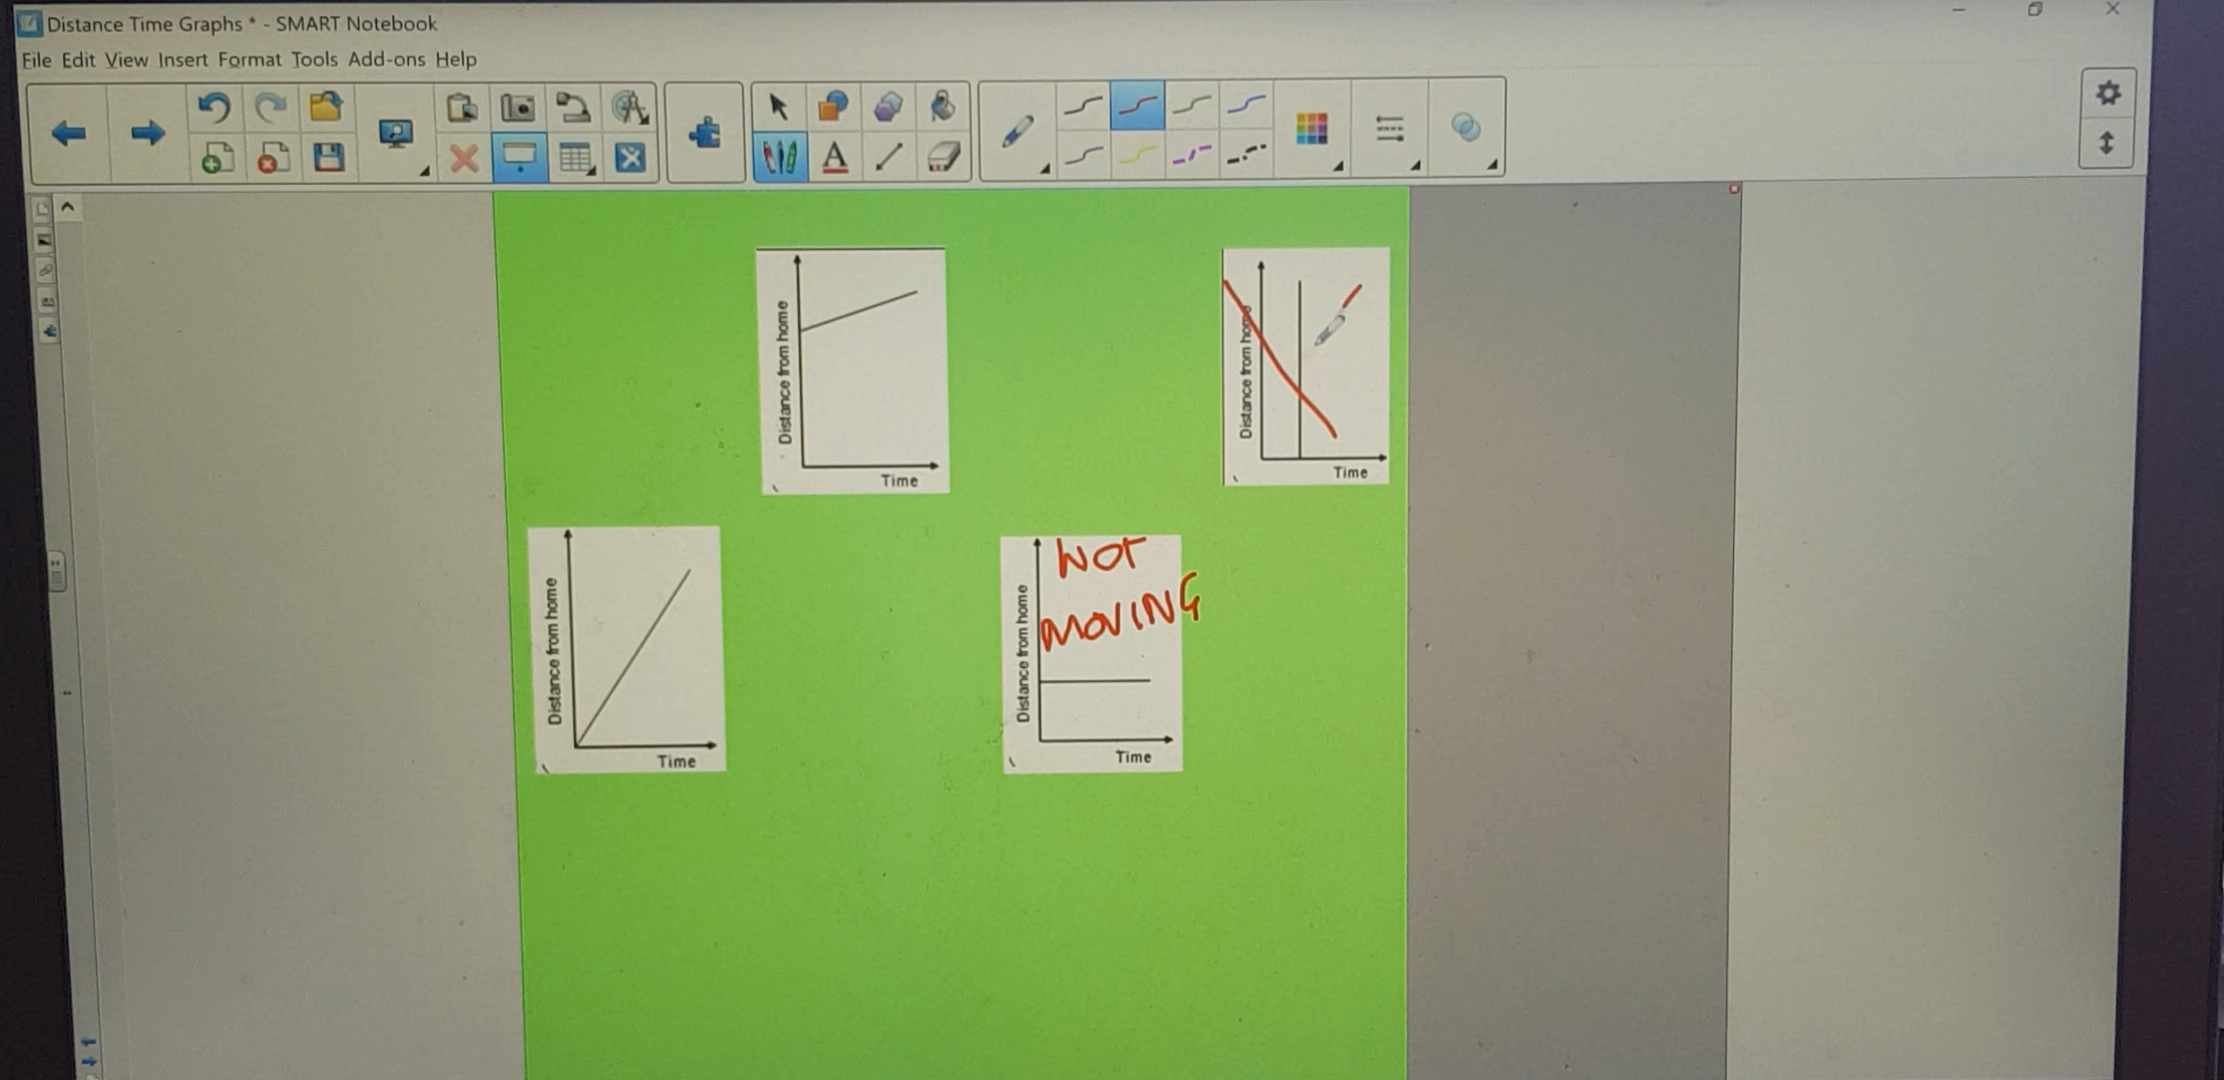 Distance Time Graphs * - SMART Notebook
File Edit View Insert Format Tools Add-ons Help
A
Distance from home
Time
Distance from home
Time
Distance from home
Time
NOT
MOVING
Distance from home
Time